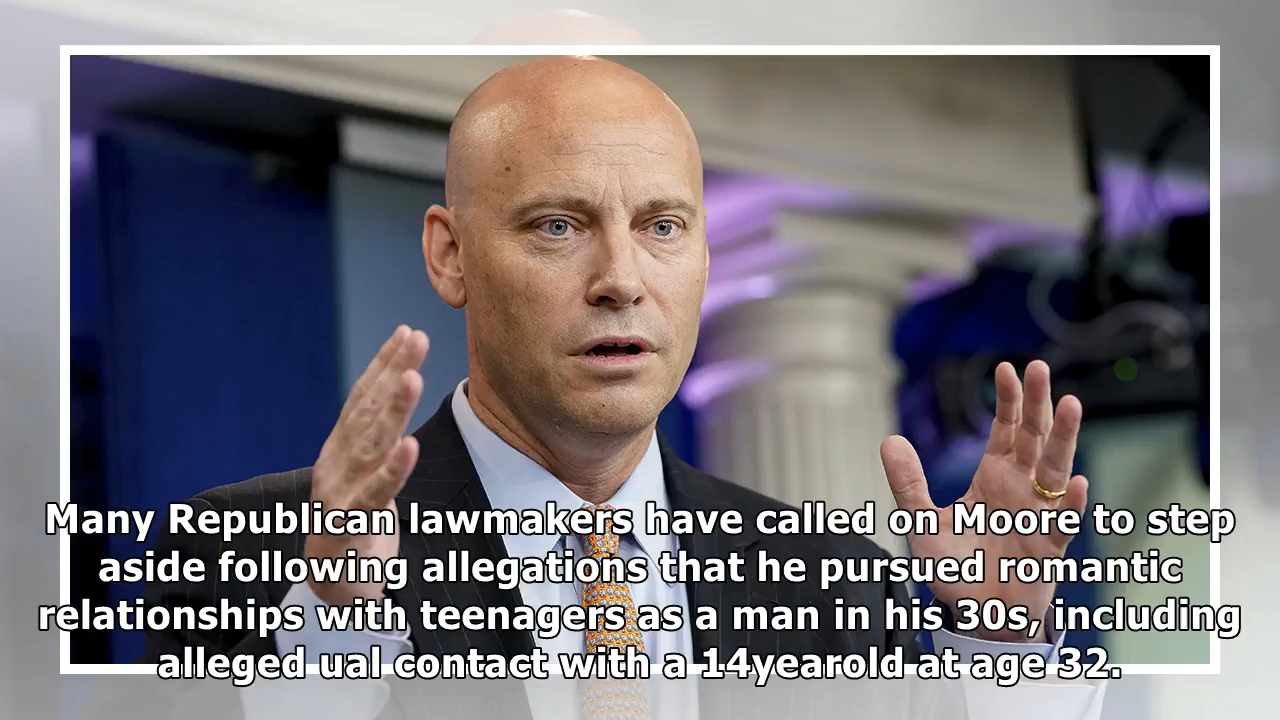 Many Republican lawmakers have called on Moore to step
aside following allegations that he pursued romantic
relationships with teenagers as a man in his 30s, including
alleged ual contact with a 14yearold at age 32.